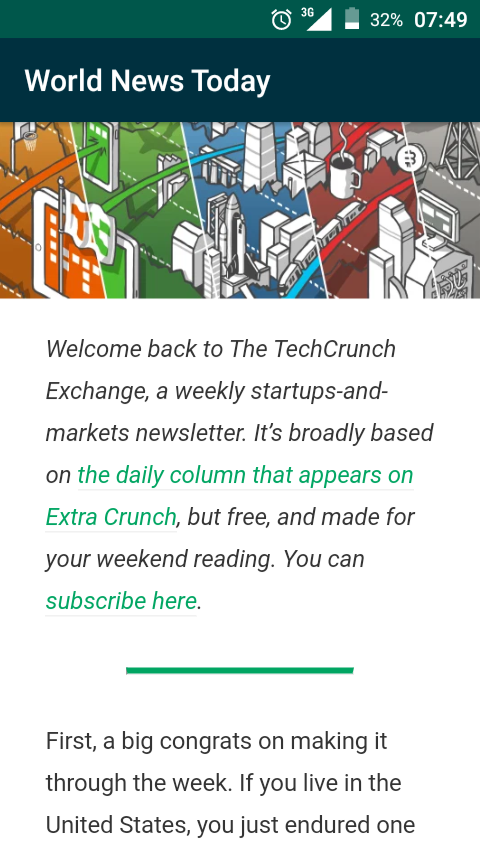 3G 32% 07:49
World News Today
Welcome back to The TechCrunch
Exchange, a weekly startups-and-
markets newsletter. It’s broadly based
on the daily column that appears on
Extra Crunch, but free, and made for
your weekend reading. You can
subscribe here.
First, a big congrats on making it
through the week. If you live in the
United States, you just endured one